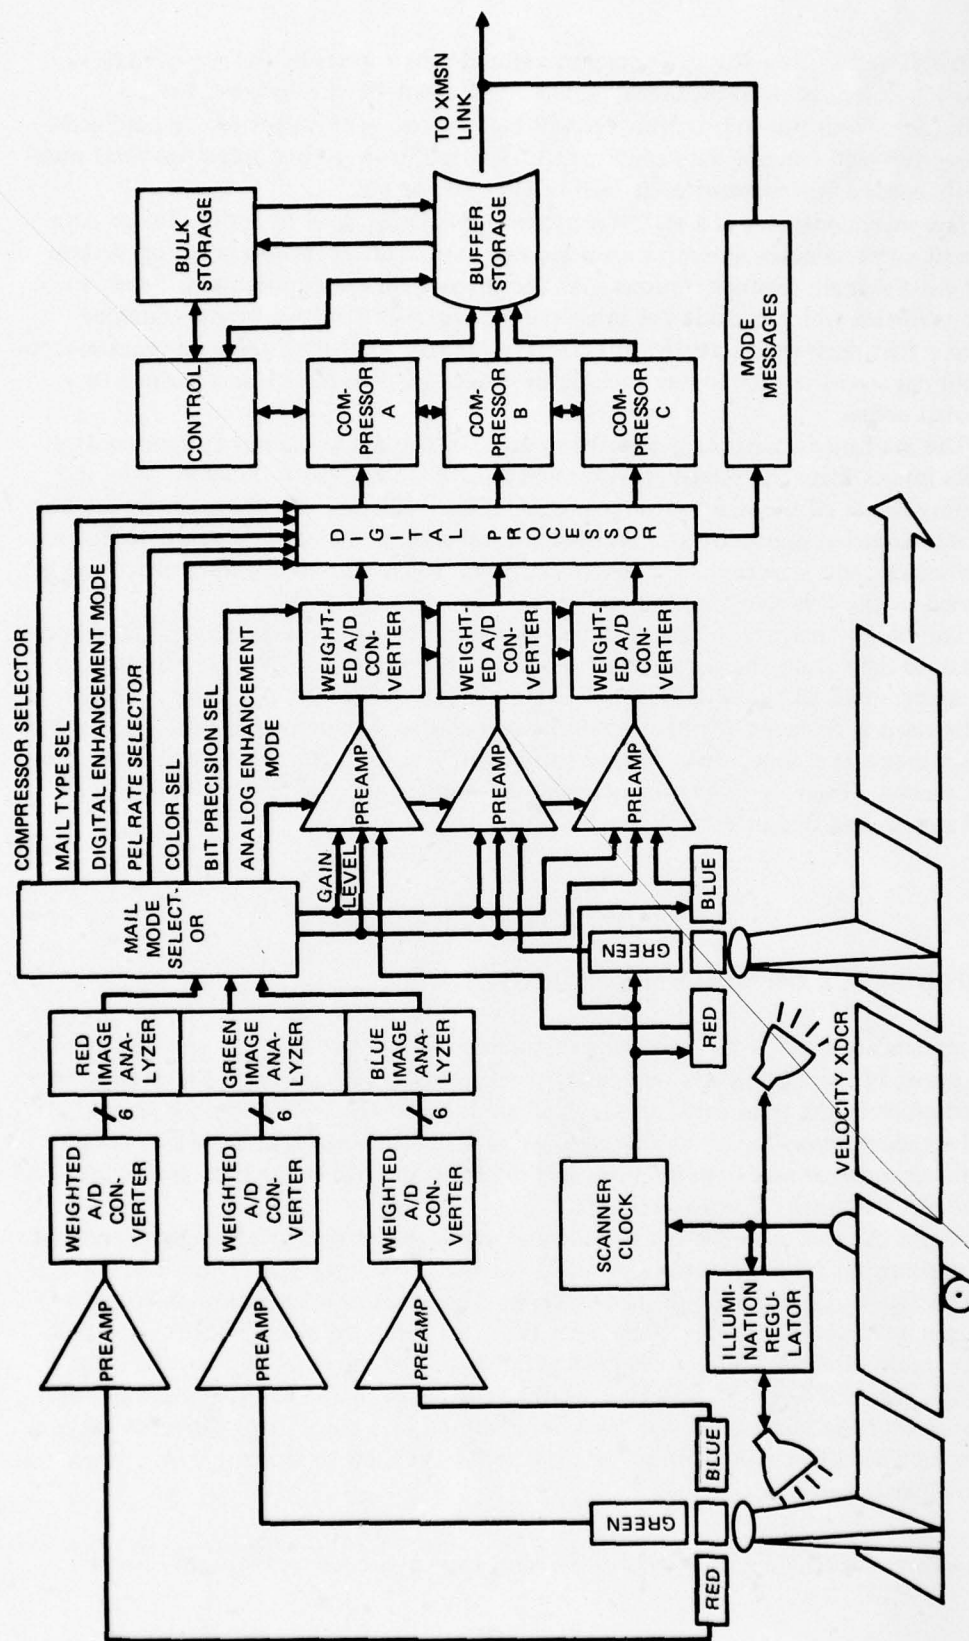 COMPRESSOR SELECTOR
MAIL TYPE SEL
DIGITAL ENHANCEMENT MODE
PEL RATE SELECTOR
COLOR SEL
BIT PRECISION SEL
ANALOG ENHANCEMENT
MODE
PREAMP
WEIGHTED
A/D
CON-
VERTER
6
RED
IMAGE
ANA-
LYZER
PREAMP
WEIGHTED
A/D
CON-
VERTER
6
GREEN
IMAGE
ANA-
LYZER
PREAMP
WEIGHTED
A/D
CON-
VERTER
6
BLUE
IMAGE
ANA-
LYZER
MAIL
MODE
SELECT-
OR
GAIN
LEVEL
PREAMP
WEIGHT-
ED A/D
CON-
VERTER
PREAMP
WEIGHT-
ED A/D
CON-
VERTER
PREAMP
WEIGHT-
ED A/D
CON-
VERTER
DIGITAL PROCESSOR
CONTROL
BULK
STORAGE
COM-
PRESSOR
A
COM-
PRESSOR
B
COM-
PRESSOR
C
BUFFER
STORAGE
TO XMSN
LINK
MODE
MESSAGES
RED
GREEN
BLUE
SCANNER
CLOCK
ILLUMI-
NATION
REGU-
LATOR
VELOCITY XDCR
RED
GREEN
BLUE